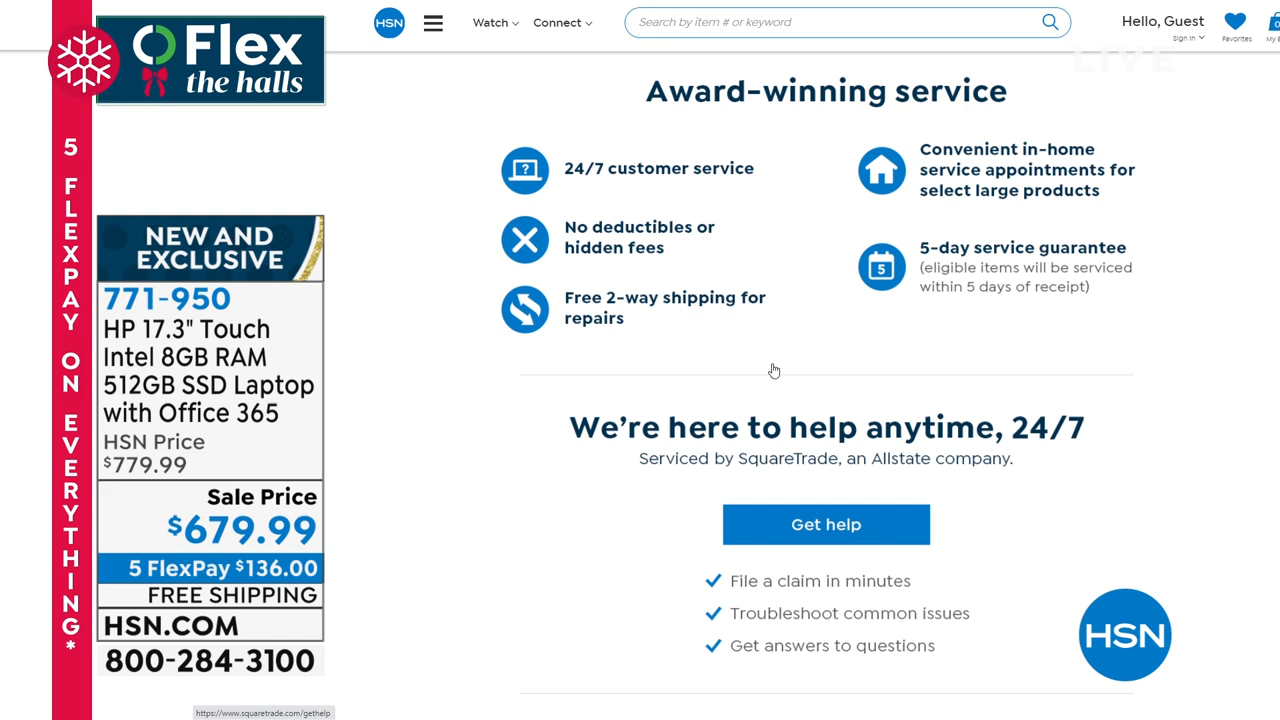 Flex
the halls
5 FLEXPAY ON EVERYTHING*
NEW AND
EXCLUSIVE
771-950
HP 17.3" Touch
Intel 8GB RAM
512GB SSD Laptop
with Office 365
HSN Price
$779.99
Sale Price
$679.99
5 FlexPay $136.00
FREE SHIPPING
HSN.COM
800-284-3100
HSN
Watch
Connect
Search by item # or keyword
Hello, Guest
Sign In
Favorites
My
0
LIVE
Award-winning service
24/7 customer service
No deductibles or
hidden fees
Free 2-way shipping for
repairs
Convenient in-home
service appointments for
select large products
5
5-day service guarantee
(eligible items will be serviced
within 5 days of receipt)
We're here to help anytime, 24/7
Serviced by SquareTrade, an Allstate company.
Get help
File a claim in minutes
Troubleshoot common issues
Get answers to questions
HSN
https://www.squaretrade.com/gethelp